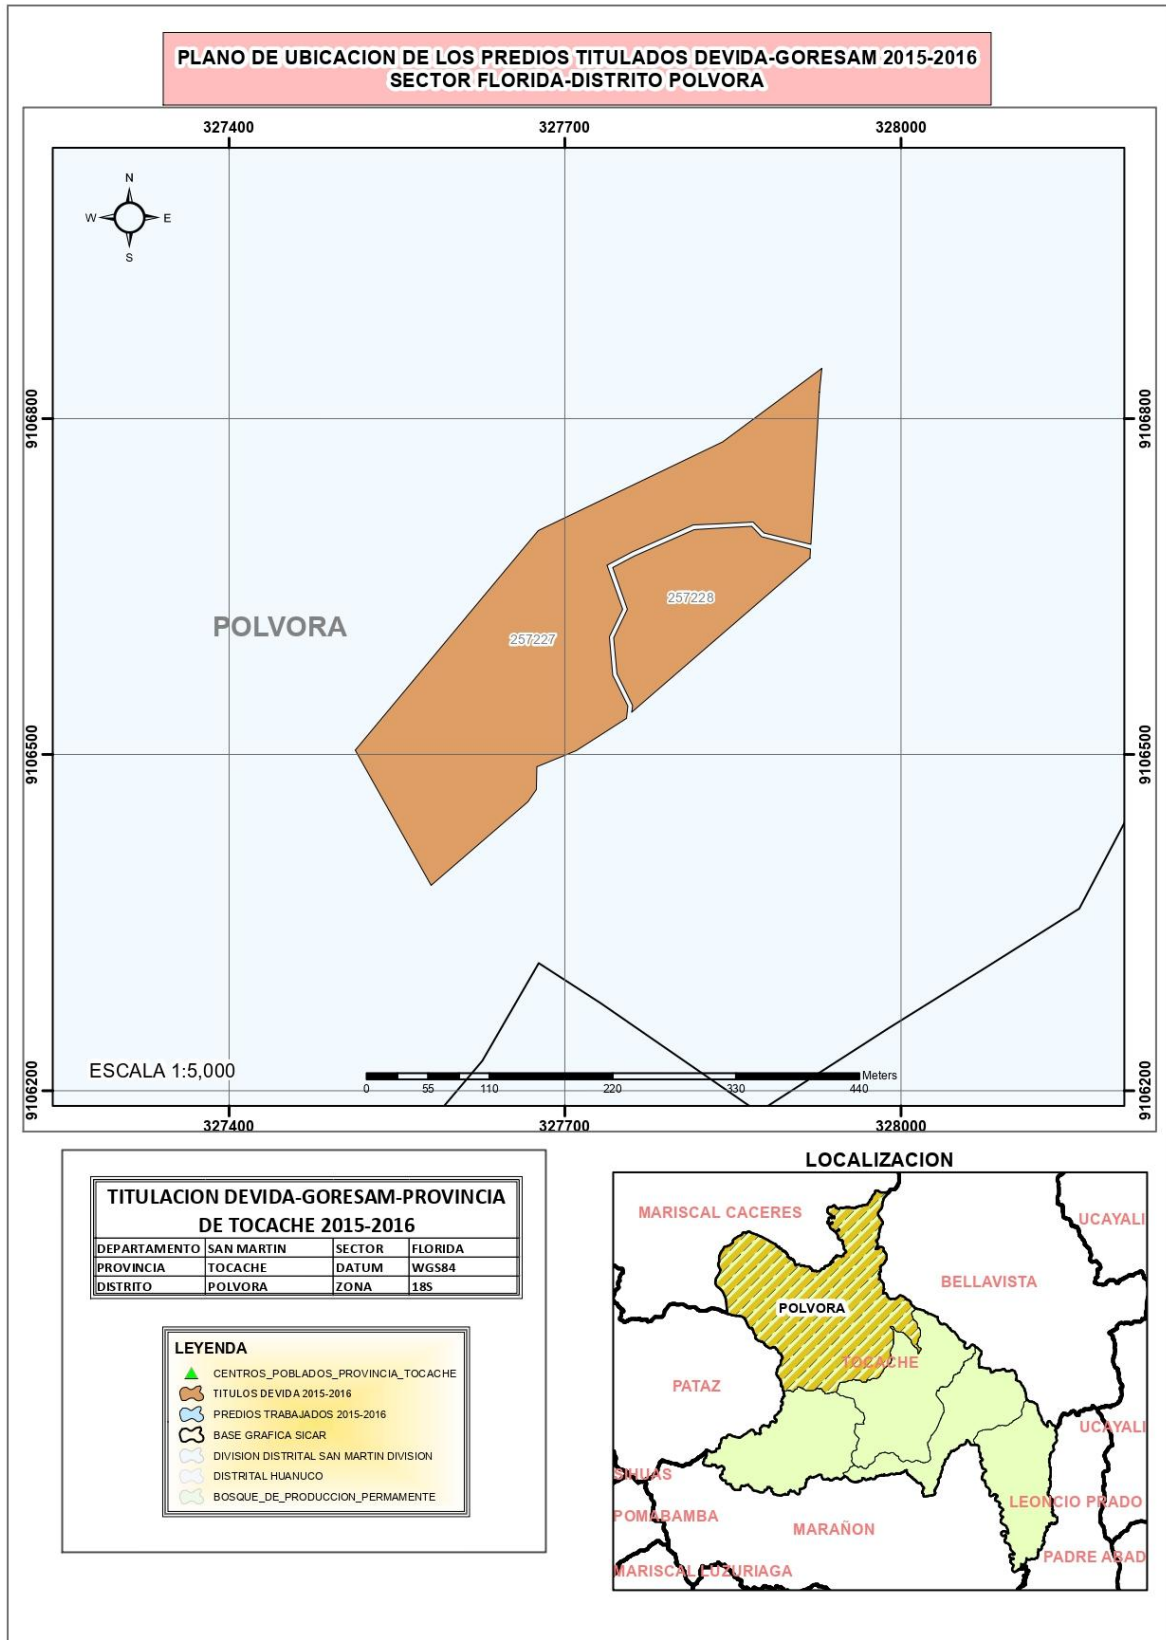 PLANO DE UBICACION DE LOS PREDIOS TITULADOS DEVIDA-GORESAM 2015-2016
SECTOR FLORIDA-DISTRITO POLVORA
327400 327700 328000
N
W E
S
9106800 9106800
257228
POLVORA
257227
9106500 9106500
ESCALA 1:5,000
Meters
0 55 110 220 330 440
9106200 9106200
327400 327700 328000
TITULACION DEVIDA-GORESAM-PROVINCIA
DE TOCACHE 2015-2016
DEPARTAMENTO SAN MARTIN SECTOR FLORIDA
PROVINCIA TOCACHE DATUM WGS84
DISTRITO POLVORA ZONA 18S
LEYENDA
CENTROS_POBLADOS_PROVINCIA_TOCACHE
TITULOS DEVIDA 2015-2016
PREDIOS TRABAJADOS 2015-2016
BASE GRAFICA SICAR
DIVISION DISTRITAL SAN MARTIN DIVISION
DISTRITAL HUANUCO
BOSQUE_DE_PRODUCCION_PERMAMENTE
LOCALIZACION
MARISCAL CACERES
UCAYALI
BELLAVISTA
POLVORA
TOCACHE
PATAZ
UCAYALI
SIHUAS
LEONCIO PRADO
POMABAMBA
MARAÑON
PADRE ABAD
MARISCAL LUZURIAGA